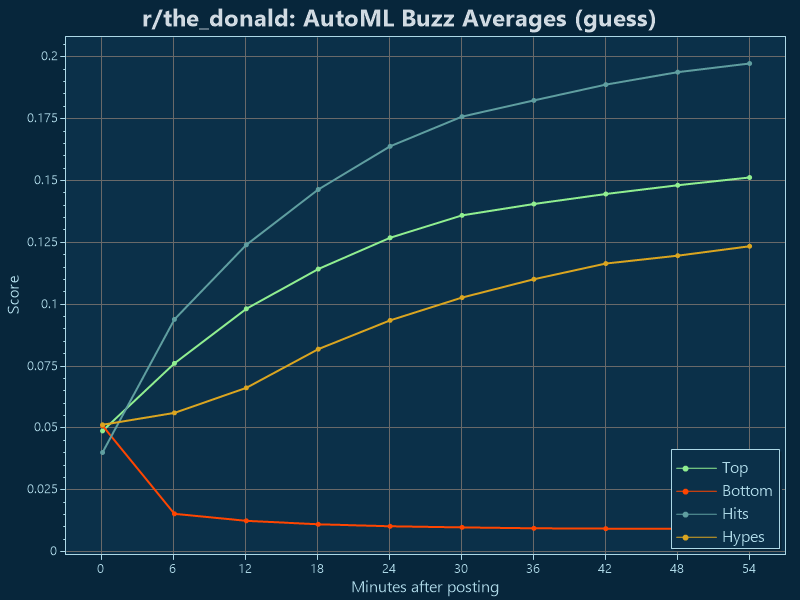 r/the_donald: AutoML Buzz Averages (guess)
0.2
0.175
0.15
0.125
0.1
0.075
0.05
0.025
0
Score
Top
Bottom
Hits
Hypes
0 6 12 18 24 30 36 42 48 54
Minutes after posting